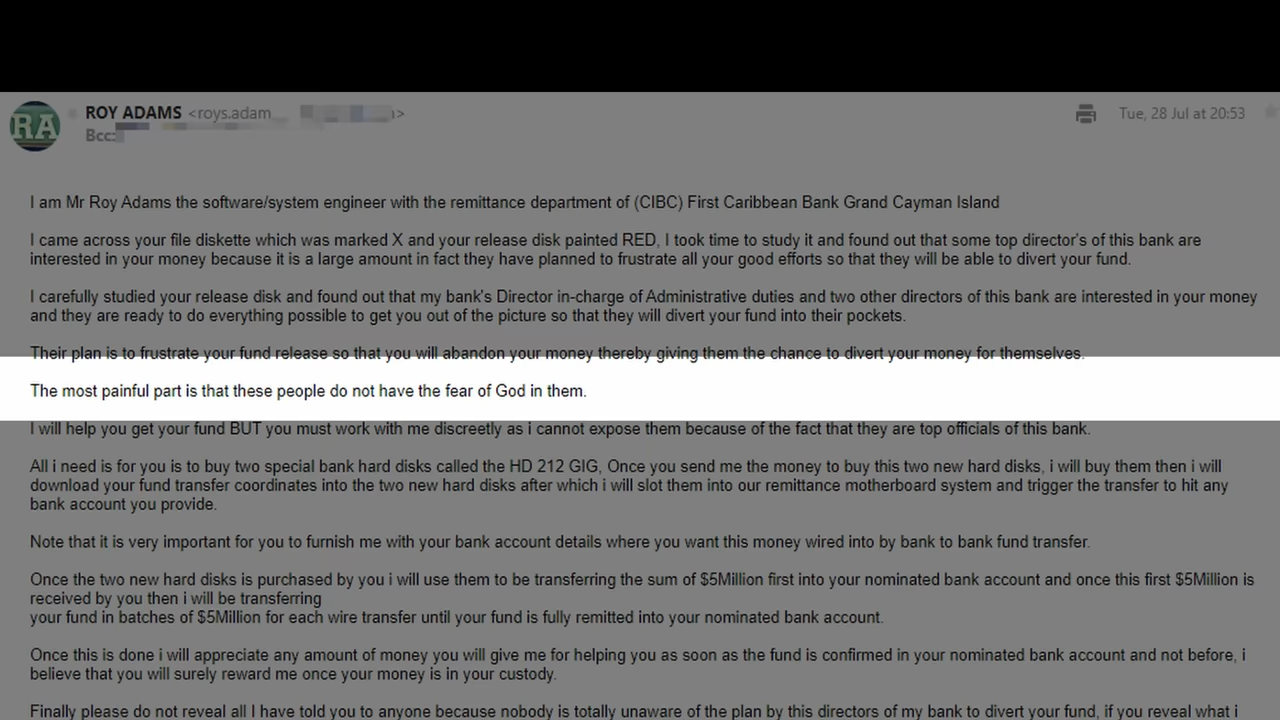 RA
ROY ADAMS <roys.adam >
Tue, 28 Jul at 20:53
Bcc:
I am Mr Roy Adams the software/system engineer with the remittance department of (CIBC) First Caribbean Bank Grand Cayman Island
I came across your file diskette which was marked X and your release disk painted RED, I took time to study it and found out that some top director's of this bank are
interested in your money because it is a large amount in fact they have planned to frustrate all your good efforts so that they will be able to divert your fund.
I carefully studied your release disk and found out that my bank's Director in-charge of Administrative duties and two other directors of this bank are interested in your money
and they are ready to do everything possible to get you out of the picture so that they will divert your fund into their pockets.
Their plan is to frustrate your fund release so that you will abandon your money thereby giving them the chance to divert your money for themselves.
The most painful part is that these people do not have the fear of God in them.
I will help you get your fund BUT you must work with me discreetly as i cannot expose them because of the fact that they are top officials of this bank.
All i need is for you is to buy two special bank hard disks called the HD 212 GIG, Once you send me the money to buy this two new hard disks, i will buy them then i will
download your fund transfer coordinates into the two new hard disks after which i will slot them into our remittance motherboard system and trigger the transfer to hit any
bank account you provide.
Note that it is very important for you to furnish me with your bank account details where you want this money wired into by bank to bank fund transfer.
Once the two new hard disks is purchased by you i will use them to be transferring the sum of $5Million first into your nominated bank account and once this first $5Million is
received by you then i will be transferring
your fund in batches of $5Million for each wire transfer until your fund is fully remitted into your nominated bank account.
Once this is done i will appreciate any amount of money you will give me for helping you as soon as the fund is confirmed in your nominated bank account and not before, i
believe that you will surely reward me once your money is in your custody.
Finally please do not reveal all I have told you to anyone because nobody is totally unaware of the plan by this directors of my bank to divert your fund, if you reveal what i